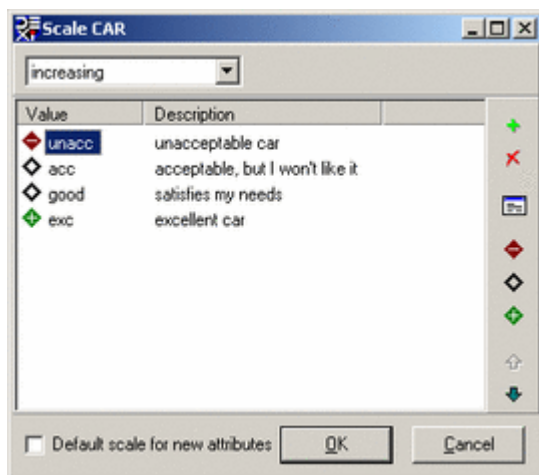 Scale CAR
increasing
Value Description
unacc unacceptable car
acc acceptable, but I won't like it
good satisfies my needs
exc excellent car
Default scale for new attributes OK Cancel